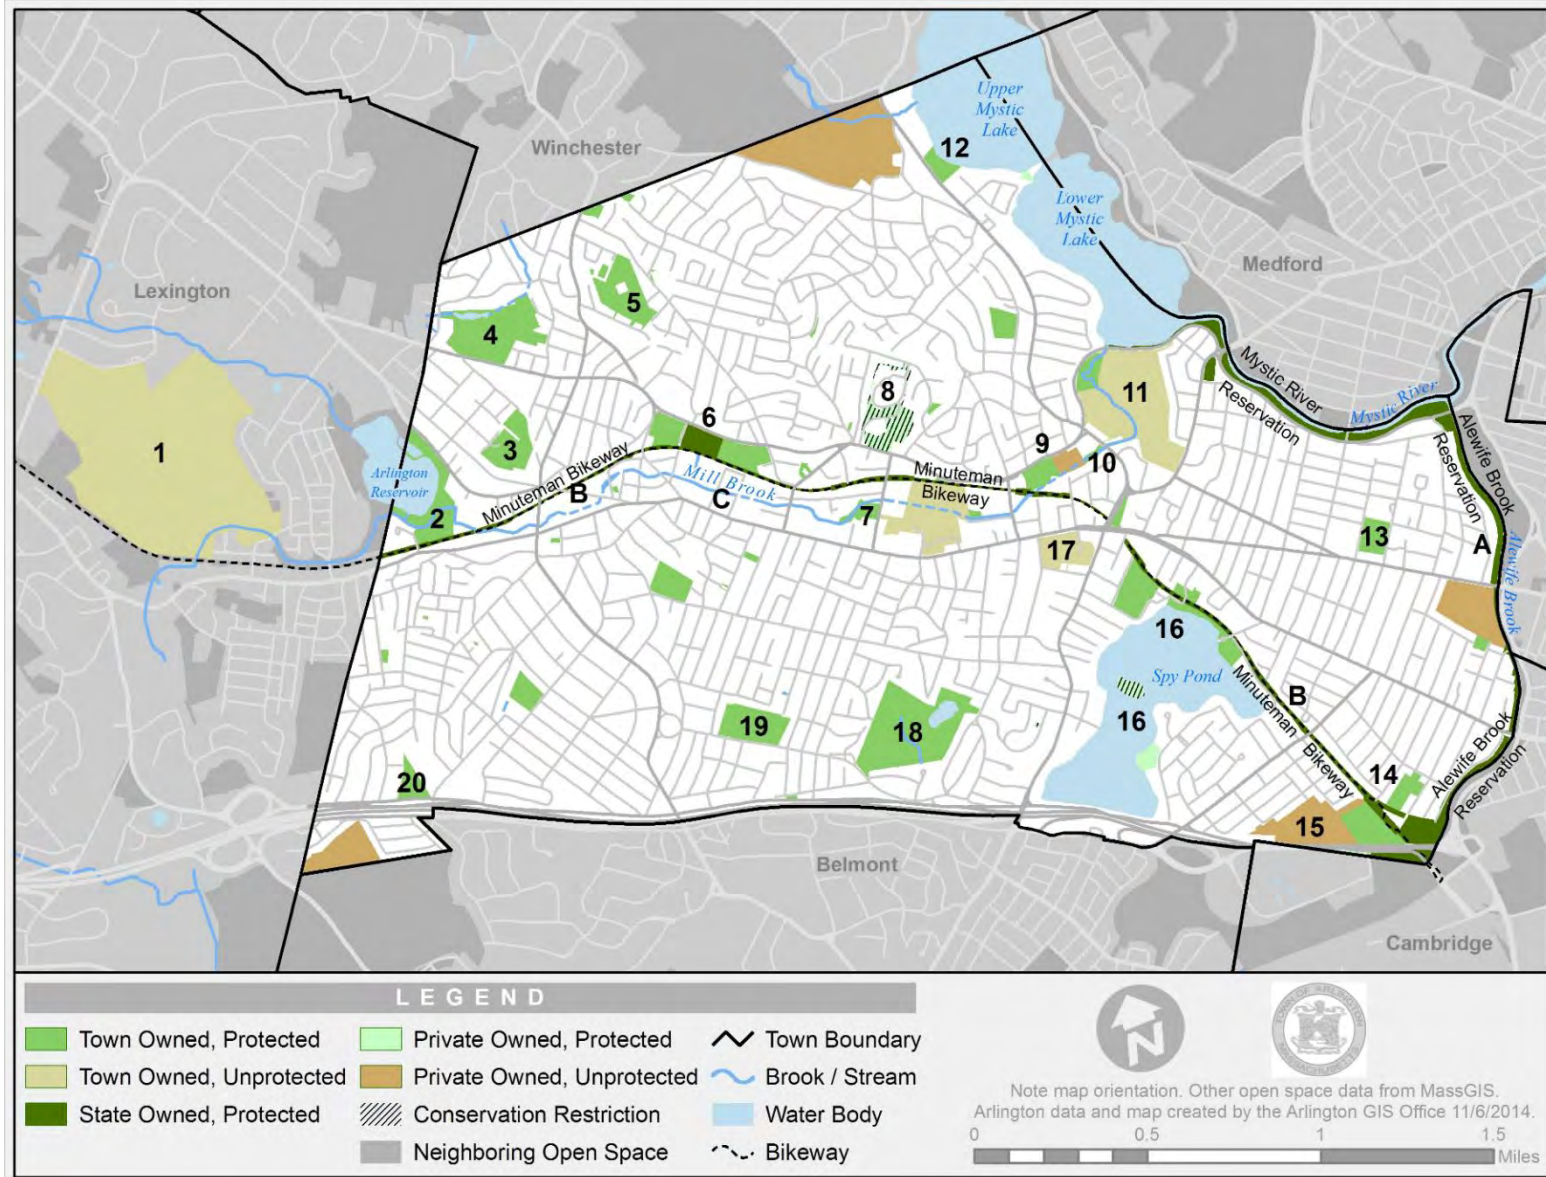 Upper
Mystic
Lake
12
Winchester
Lower
Mystic
Lake
Medford
Lexington
5
4
Mystic River
Reservation
Mystic River
Alewife Brook
Reservation
8
11
6
9
10
3
1
Arlington
Reservoir
2
Minuteman Bikeway
B
Mill Brook
C
Minuteman
Bikeway
7
17
13
A
Alewife Brook
16
Spy Pond
16
Minuteman Bikeway
B
19
18
20
14
15
Alewife Brook
Reservation
Belmont
Cambridge
LEGEND
Town Owned, Protected
Town Owned, Unprotected
State Owned, Protected
Private Owned, Protected
Private Owned, Unprotected
Conservation Restriction
Neighboring Open Space
Town Boundary
Brook / Stream
Water Body
Bikeway
N
TOWN OF ARLINGTON
MASSACHUSETTS
Note map orientation. Other open space data from MassGIS.
Arlington data and map created by the Arlington GIS Office 11/6/2014.
0 0.5 1 1.5
Miles